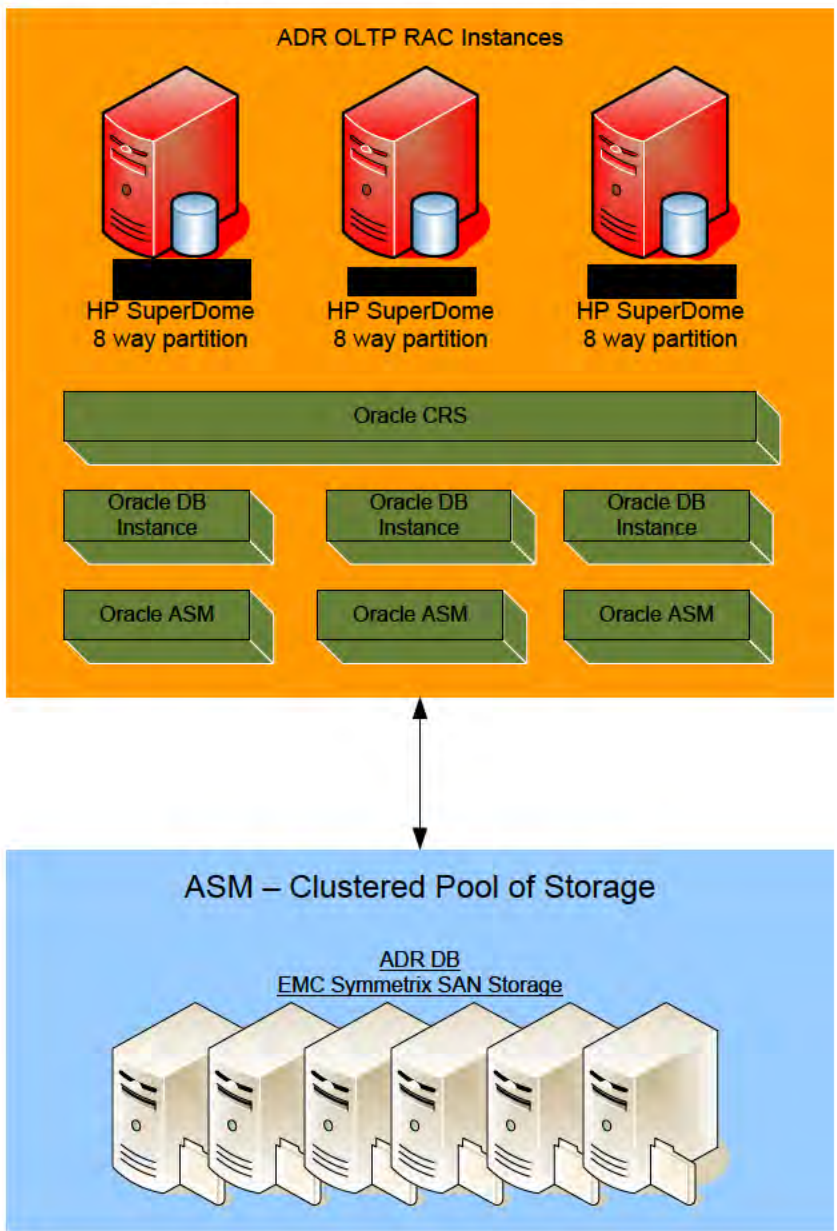 ADR OLTP RAC Instances
HP SuperDome
8 way partition
HP SuperDome
8 way partition
HP SuperDome
8 way partition
Oracle CRS
Oracle DB
Instance
Oracle DB
Instance
Oracle DB
Instance
Oracle ASM
Oracle ASM
Oracle ASM
ASM – Clustered Pool of Storage
ADR DB
EMC Symmetrix SAN Storage